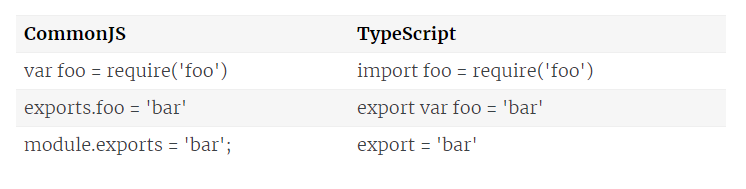 CommonJS TypeScript
var foo = require('foo') import foo = require('foo')
exports.foo = 'bar' export var foo = 'bar'
module.exports = 'bar'; export = 'bar'